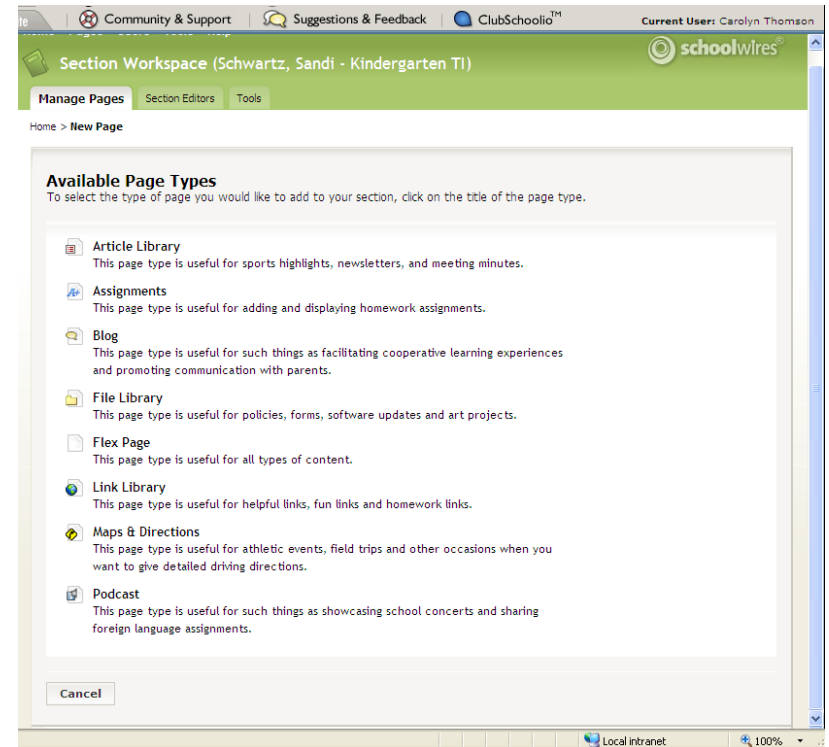 Community & Support Suggestions & Feedback ClubSchoolio™ Current User: Carolyn Thomson
schoolwires®
Section Workspace (Schwartz, Sandi - Kindergarten TI)
Manage Pages Section Editors Tools
Home > New Page
Available Page Types
To select the type of page you would like to add to your section, click on the title of the page type.
Article Library
This page type is useful for sports highlights, newsletters, and meeting minutes.
Assignments
This page type is useful for adding and displaying homework assignments.
Blog
This page type is useful for such things as facilitating cooperative learning experiences
and promoting communication with parents.
File Library
This page type is useful for policies, forms, software updates and art projects.
Flex Page
This page type is useful for all types of content.
Link Library
This page type is useful for helpful links, fun links and homework links.
Maps & Directions
This page type is useful for athletic events, field trips and other occasions when you
want to give detailed driving directions.
Podcast
This page type is useful for such things as showcasing school concerts and sharing
foreign language assignments.
Cancel
Local intranet 100%